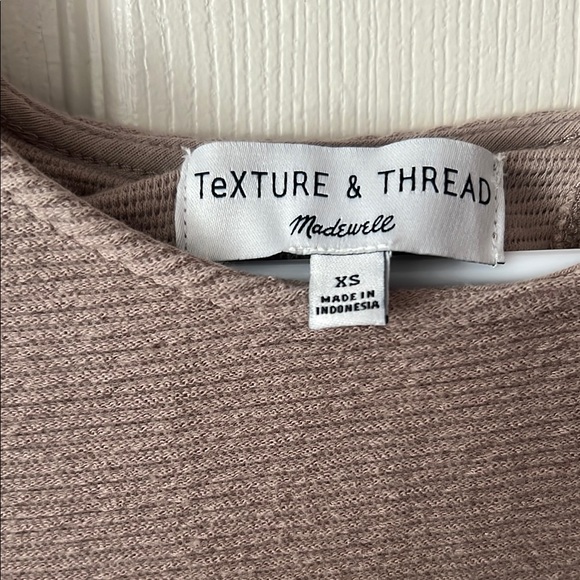 TeXTURE & THREAD
Madewell
XS
MADE IN
INDONESIA